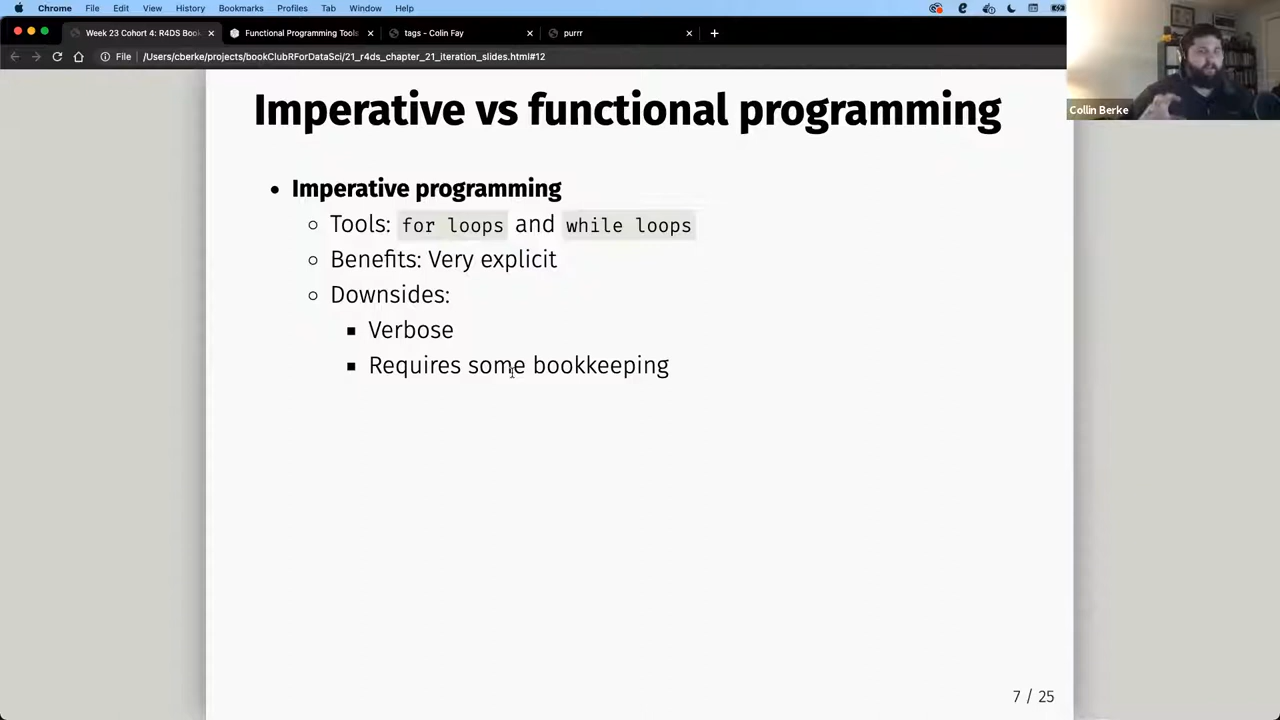 Chrome File Edit View History Bookmarks Profiles Tab Window Help
Week 23 Cohort 4: R4DS Boo Functional Programming Tools tags - Colin Fay purrr
File /Users/cberke/projects/bookClubRForDataSci/21_r4ds_chapter_21_iteration_slides.html#12
Collin Berke
Imperative vs functional programming
Imperative programming
Tools: for loops and while loops
Benefits: Very explicit
Downsides:
Verbose
Requires some bookkeeping
7 / 25